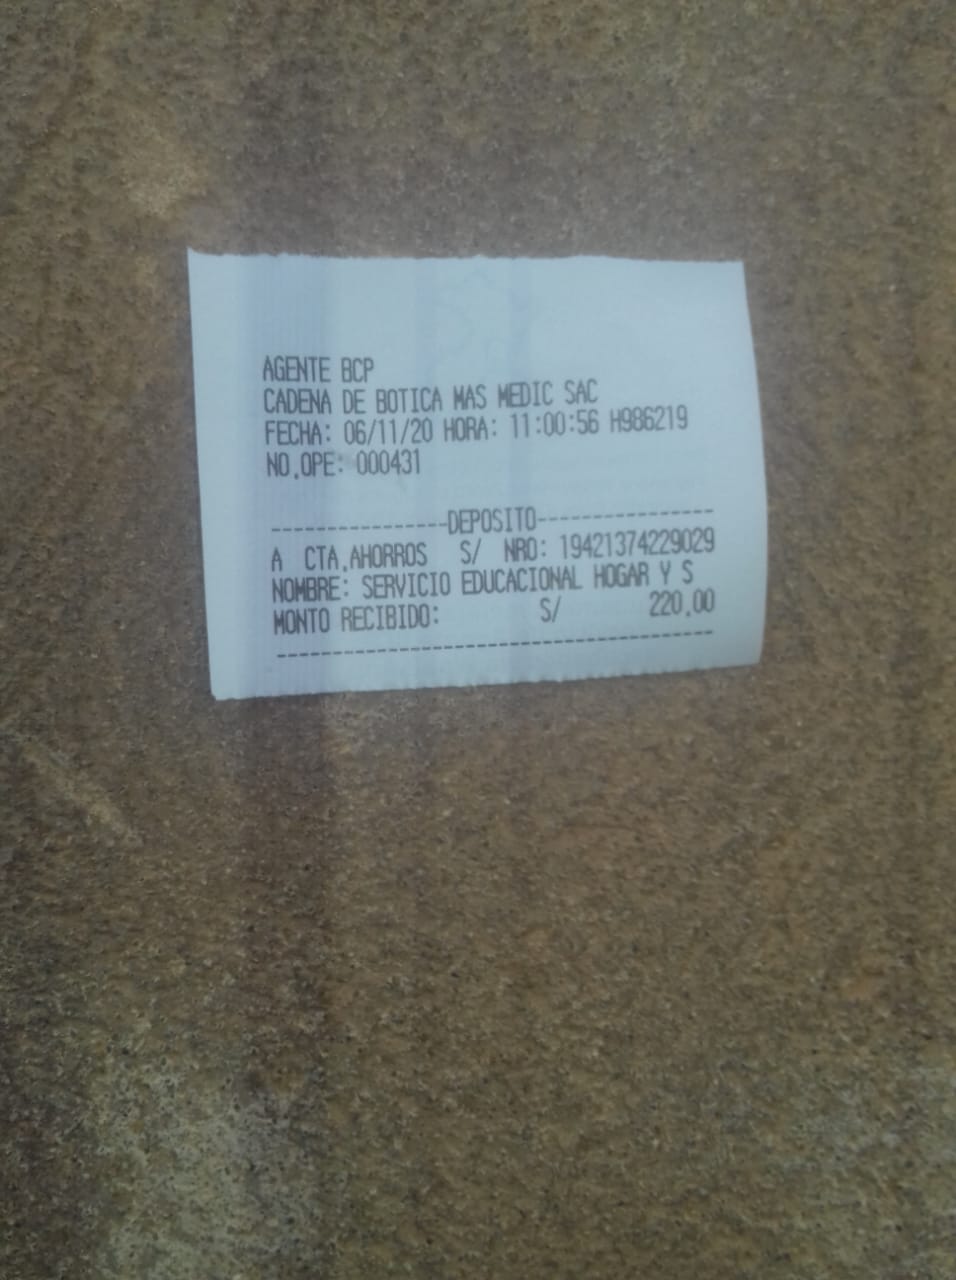 AGENTE BCP
CADENA DE BOTICA MAS MEDIC SAC
FECHA: 06/11/20 HORA: 11:00:56 H986219
NO.OPE: 000431
----------------DEPOSITO----------------
A CTA.AHORROS S/ NRO: 19421374229029
NOMBRE: SERVICIO EDUCACIONAL HOGAR Y S
MONTO RECIBIDO: S/ 220.00
----------------------------------------